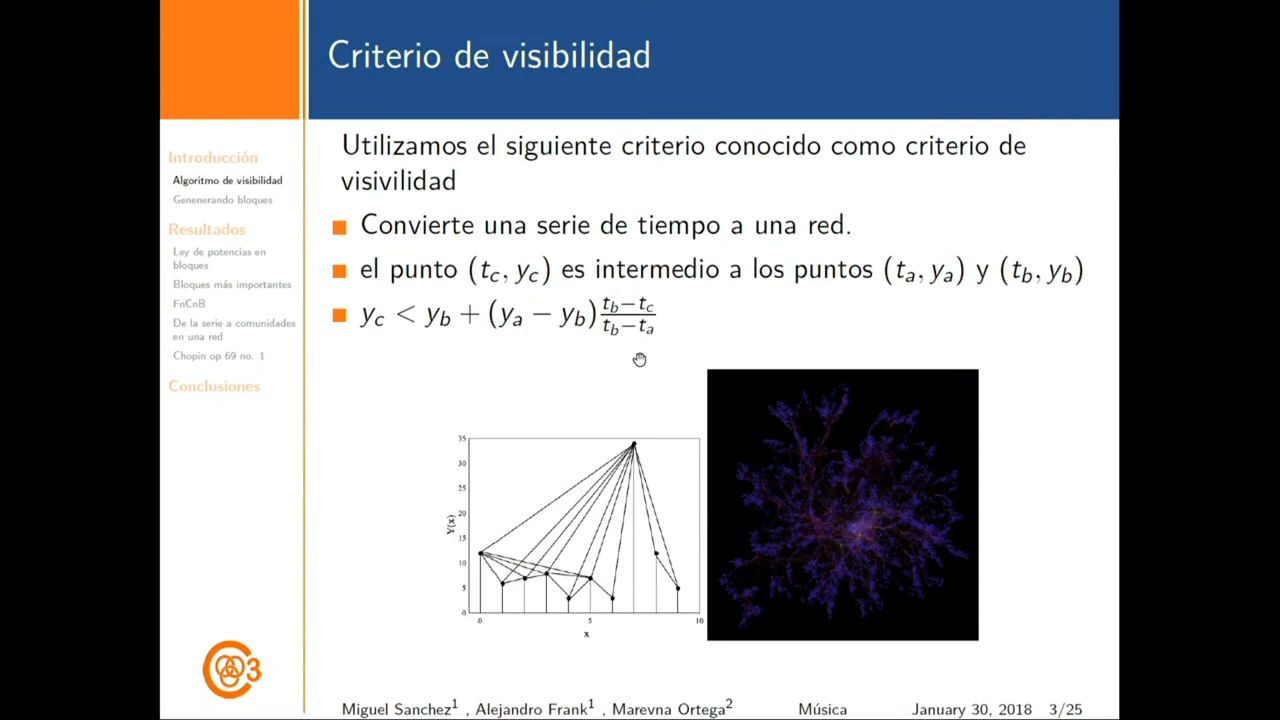 Criterio de visibilidad
Introducción
Algoritmo de visibilidad
Genenerando bloques
Resultados
Ley de potencias en
bloques
Bloques más importantes
FnCnB
De la serie a comunidades
en una red
Chopin op 69 no. 1
Conclusiones
Utilizamos el siguiente criterio conocido como criterio de
visivilidad
Convierte una serie de tiempo a una red.
el punto (t_c, y_c) es intermedio a los puntos (t_a, y_a) y (t_b, y_b)
y_c < y_b + (y_a − y_b) (t_b−t_c)/(t_b−t_a)
35
30
25
20
15
10
5
0
Y(x)
0 5 10
x
3
Miguel Sanchez¹ , Alejandro Frank¹ , Marevna Ortega² Música January 30, 2018 3/25